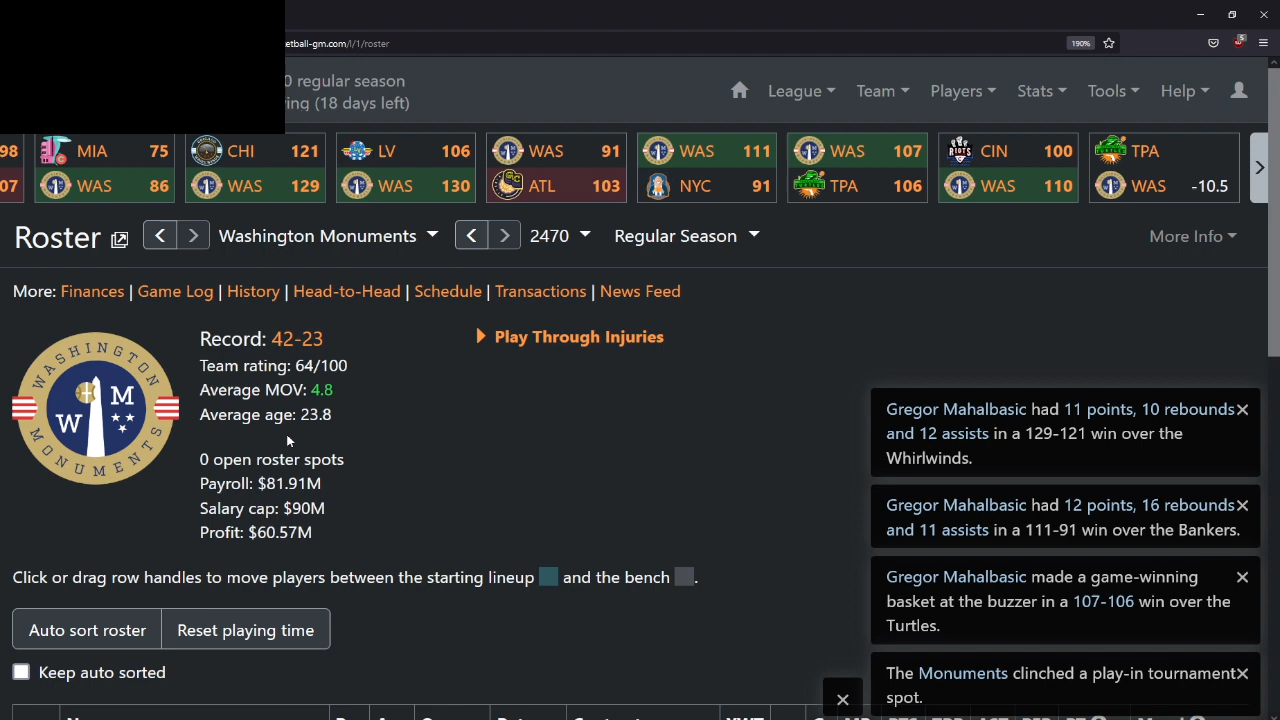 etball-gm.com/l/1/roster
190%
5
0 regular season
ing (18 days left)
League
Team
Players
Stats
Tools
Help
98
07
MIA 75
WAS 86
CHI 121
WAS 129
LV 106
WAS 130
WAS 91
ATL 103
WAS 111
NYC 91
WAS 107
TPA 106
RIOTS
CIN 100
WAS 110
TPA
WAS -10.5
Roster
Washington Monuments
2470
Regular Season
More Info
More: Finances | Game Log | History | Head-to-Head | Schedule | Transactions | News Feed
WASHINGTON
W M
MONUMENTS
Record: 42-23
Team rating: 64/100
Average MOV: 4.8
Average age: 23.8
0 open roster spots
Payroll: $81.91M
Salary cap: $90M
Profit: $60.57M
Play Through Injuries
Gregor Mahalbasic had 11 points, 10 rebounds
and 12 assists in a 129-121 win over the
Whirlwinds.
Gregor Mahalbasic had 12 points, 16 rebounds
and 11 assists in a 111-91 win over the Bankers.
Gregor Mahalbasic made a game-winning
basket at the buzzer in a 107-106 win over the
Turtles.
The Monuments clinched a play-in tournament
spot.
Click or drag row handles to move players between the starting lineup and the bench .
Auto sort roster
Reset playing time
Keep auto sorted